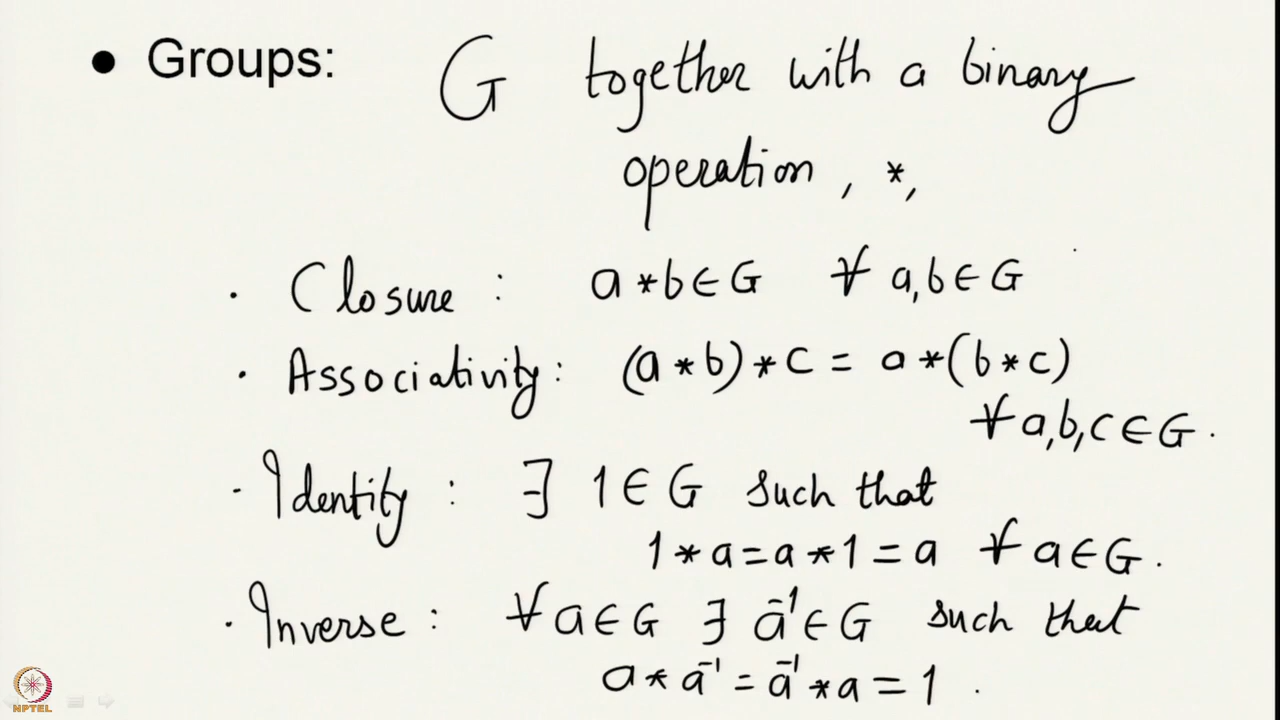 ● Groups: G together with a binary
operation, *,
· Closure: a * b ∈ G ∀ a, b ∈ G
· Associativity: (a * b) * c = a * (b * c)
∀ a, b, c ∈ G.
· Identity: ∃ 1 ∈ G such that
1 * a = a * 1 = a ∀ a ∈ G.
· Inverse: ∀ a ∈ G ∃ a⁻¹ ∈ G such that
a * a⁻¹ = a⁻¹ * a = 1.
NPTEL